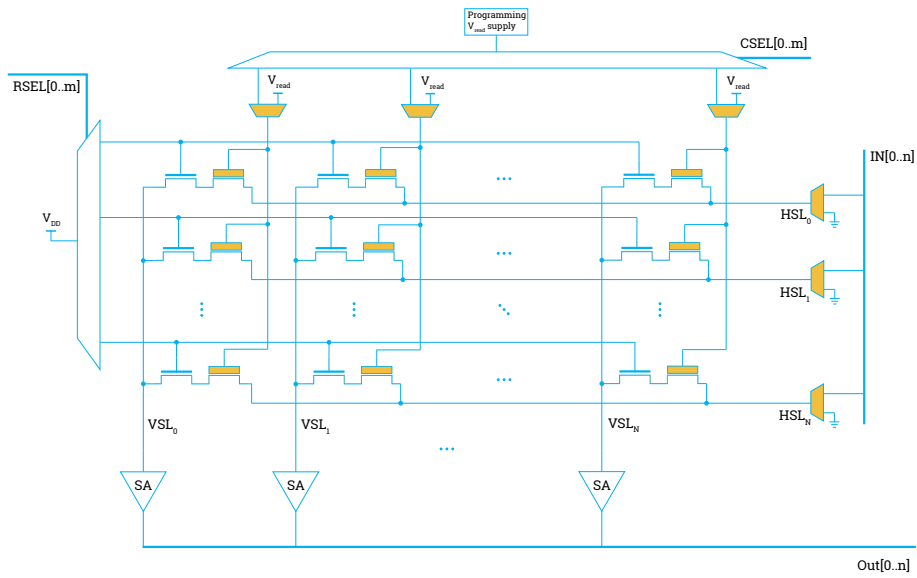 Programming
Vread supply
CSEL[0..m]
RSEL[0..m]
Vread
Vread
Vread
IN[0..n]
VDD
HSL0
HSL1
HSLN
VSL0
VSL1
VSLN
SA
SA
SA
Out[0..n]